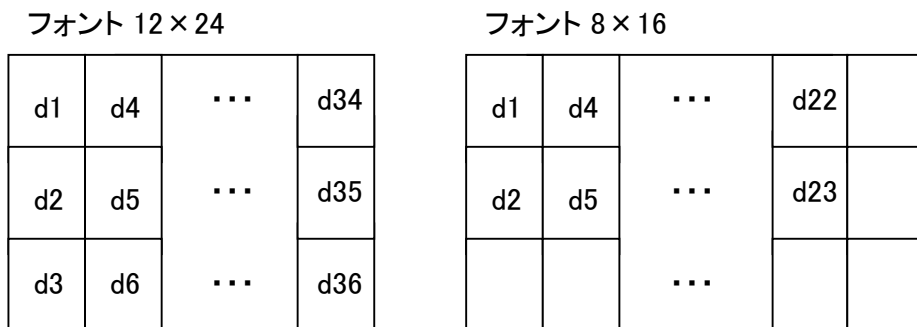 フォント 12×24 フォント 8×16
d1 d4 ・・・ d34 d1 d4 ・・・ d22
d2 d5 ・・・ d35 d2 d5 ・・・ d23
d3 d6 ・・・ d36 ・・・